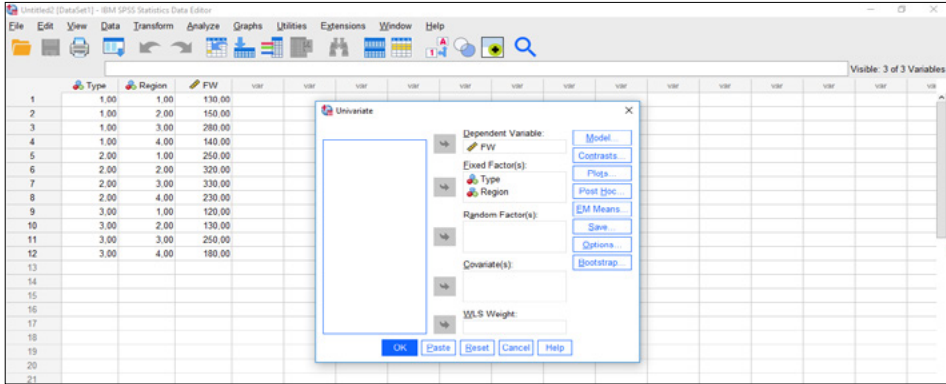 Untitled2 [DataSet1] - IBM SPSS Statistics Data Editor
File Edit View Data Transform Analyze Graphs Utilities Extensions Window Help
Visible: 3 of 3 Variables
Type Region FW var var var var var var var var var var var var var
1 1,00 1,00 130,00
2 1,00 2,00 150,00
3 1,00 3,00 280,00
4 1,00 4,00 140,00
5 2,00 1,00 250,00
6 2,00 2,00 320,00
7 2,00 3,00 330,00
8 2,00 4,00 230,00
9 3,00 1,00 120,00
10 3,00 2,00 130,00
11 3,00 3,00 250,00
12 3,00 4,00 180,00
13
14
15
16
17
18
19
20
21
Univariate
Dependent Variable:
FW
Fixed Factor(s):
Type
Region
Random Factor(s):
Covariate(s):
WLS Weight:
Model...
Contrasts...
Plots...
Post Hoc...
EM Means...
Save...
Options...
Bootstrap...
OK Paste Reset Cancel Help